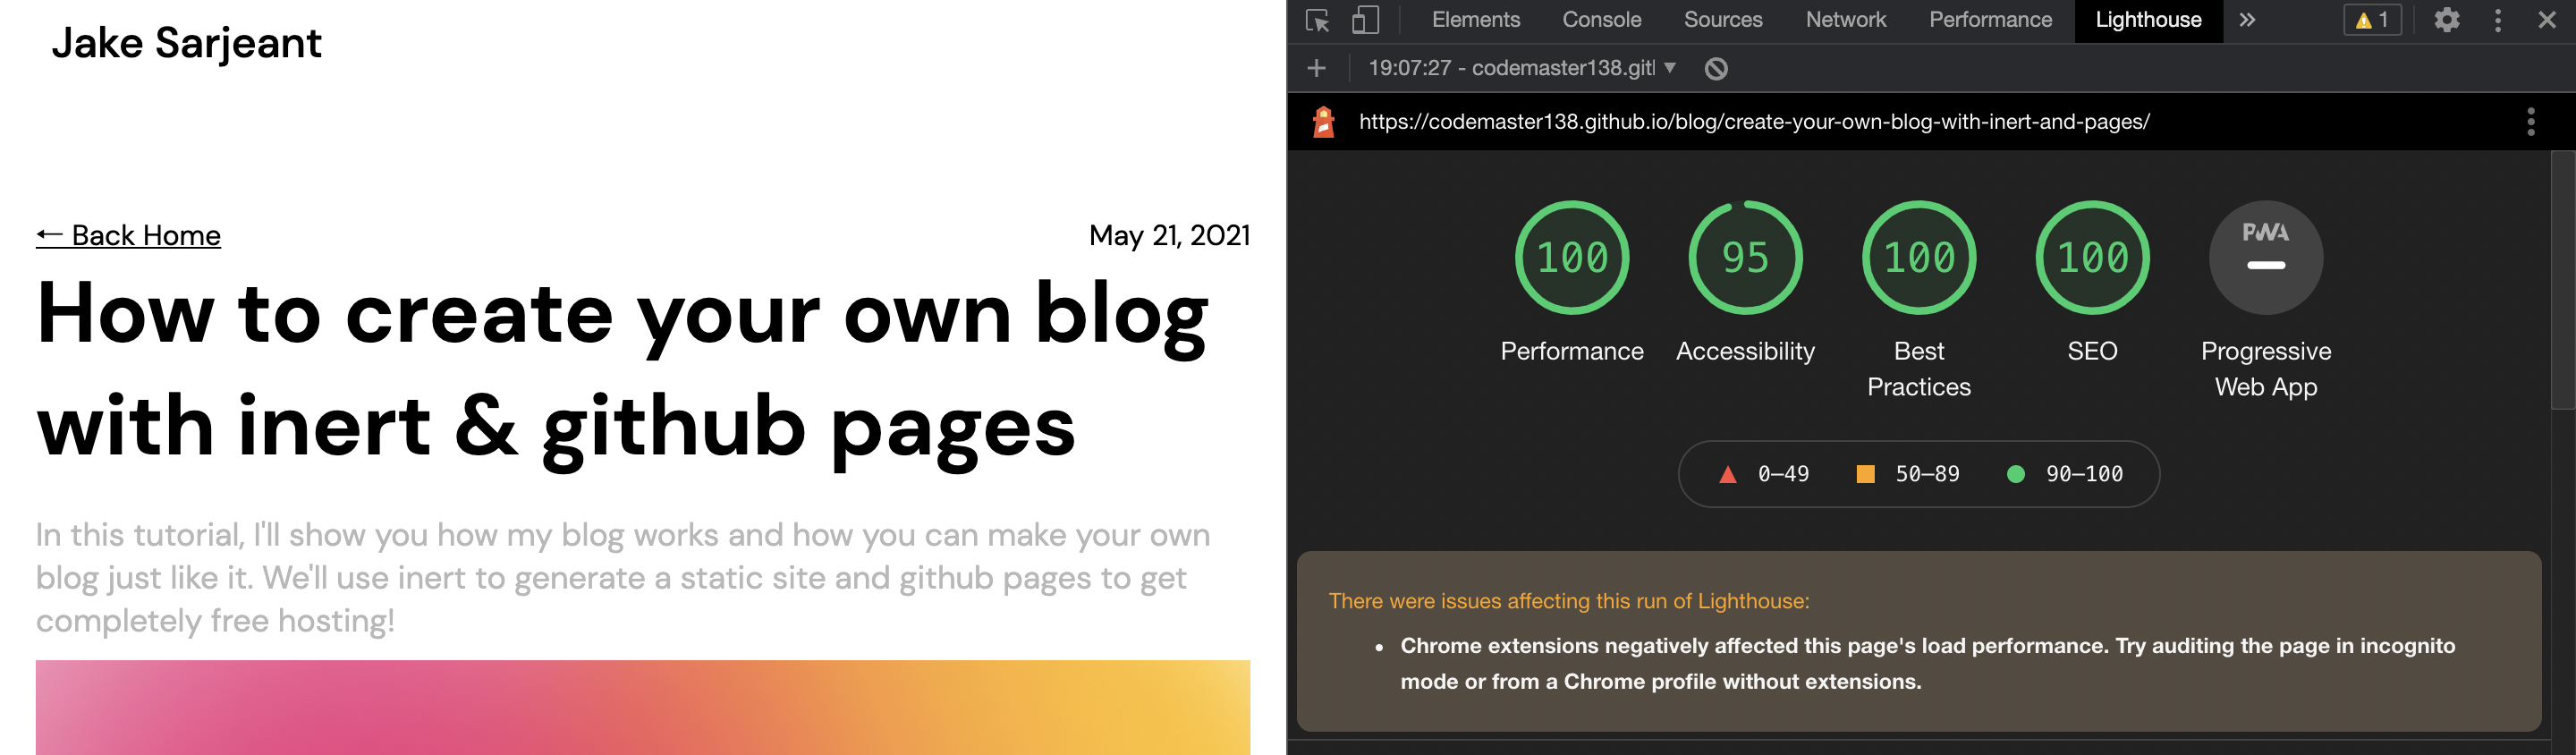 Jake Sarjeant
← Back Home
May 21, 2021
How to create your own blog
with inert & github pages
In this tutorial, I'll show you how my blog works and how you can make your own
blog just like it. We'll use inert to generate a static site and github pages to get
completely free hosting!
Elements Console Sources Network Performance Lighthouse » 1
+ 19:07:27 - codemaster138.gitl
https://codemaster138.github.io/blog/create-your-own-blog-with-inert-and-pages/
100 95 100 100 PWA
Performance Accessibility Best SEO Progressive
Practices Web App
0–49 50–89 90–100
There were issues affecting this run of Lighthouse:
• Chrome extensions negatively affected this page's load performance. Try auditing the page in incognito
mode or from a Chrome profile without extensions.